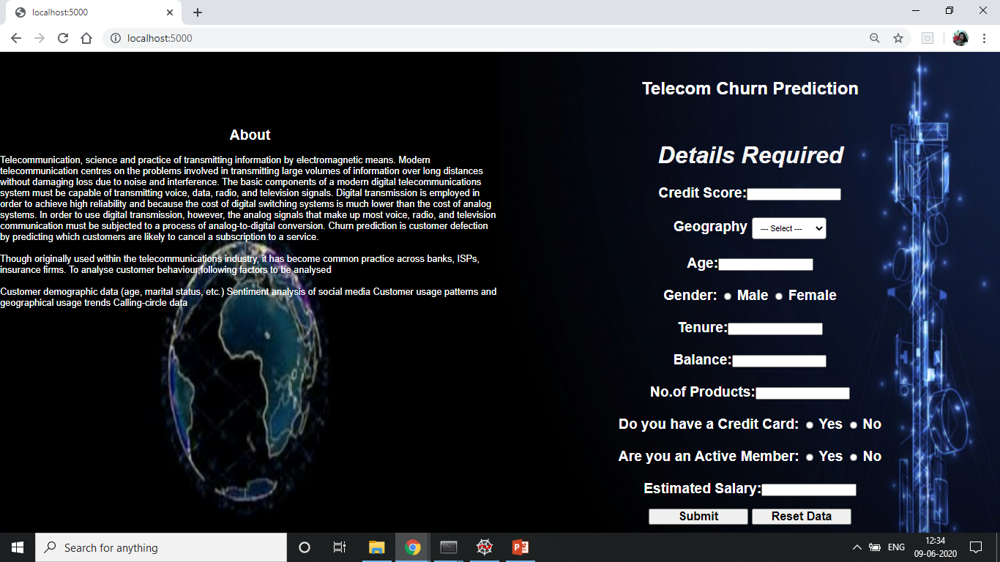 localhost:5000
localhost:5000
Telecom Churn Prediction
About
Telecommunication, science and practice of transmitting information by electromagnetic means. Modern
telecommunication centres on the problems involved in transmitting large volumes of information over long distances
without damaging loss due to noise and interference. The basic components of a modern digital telecommunications
system must be capable of transmitting voice, data, radio, and television signals. Digital transmission is employed in
order to achieve high reliability and because the cost of digital switching systems is much lower than the cost of analog
systems. In order to use digital transmission, however, the analog signals that make up most voice, radio, and television
communication must be subjected to a process of analog-to-digital conversion. Churn prediction is customer defection
by predicting which customers are likely to cancel a subscription to a service.
Though originally used within the telecommunications industry, it has become common practice across banks, ISPs,
insurance firms. To analyse customer behaviour,following factors to be analysed
Customer demographic data (age, marital status, etc.) Sentiment analysis of social media Customer usage patterns and
geographical usage trends Calling-circle data
Details Required
Credit Score:
Geography --- Select ---
Age:
Gender: Male Female
Tenure:
Balance:
No.of Products:
Do you have a Credit Card: Yes No
Are you an Active Member: Yes No
Estimated Salary:
Submit Reset Data
Search for anything
ENG
12:34
09-06-2020